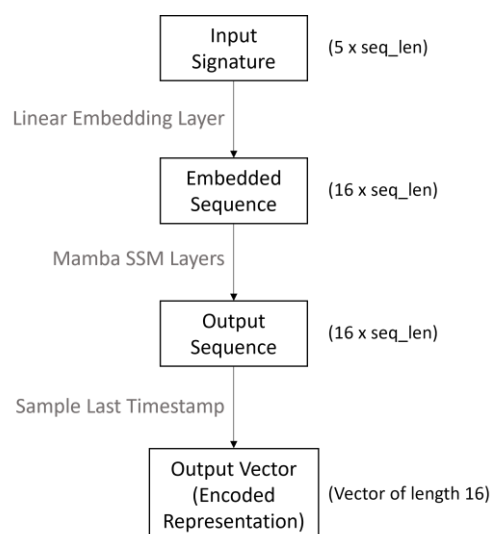 Input
Signature
(5 x seq_len)
Linear Embedding Layer
Embedded
Sequence
(16 x seq_len)
Mamba SSM Layers
Output
Sequence
(16 x seq_len)
Sample Last Timestamp
Output Vector
(Encoded
Representation)
(Vector of length 16)